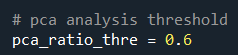 # pca analysis threshold
pca_ratio_thre = 0.6